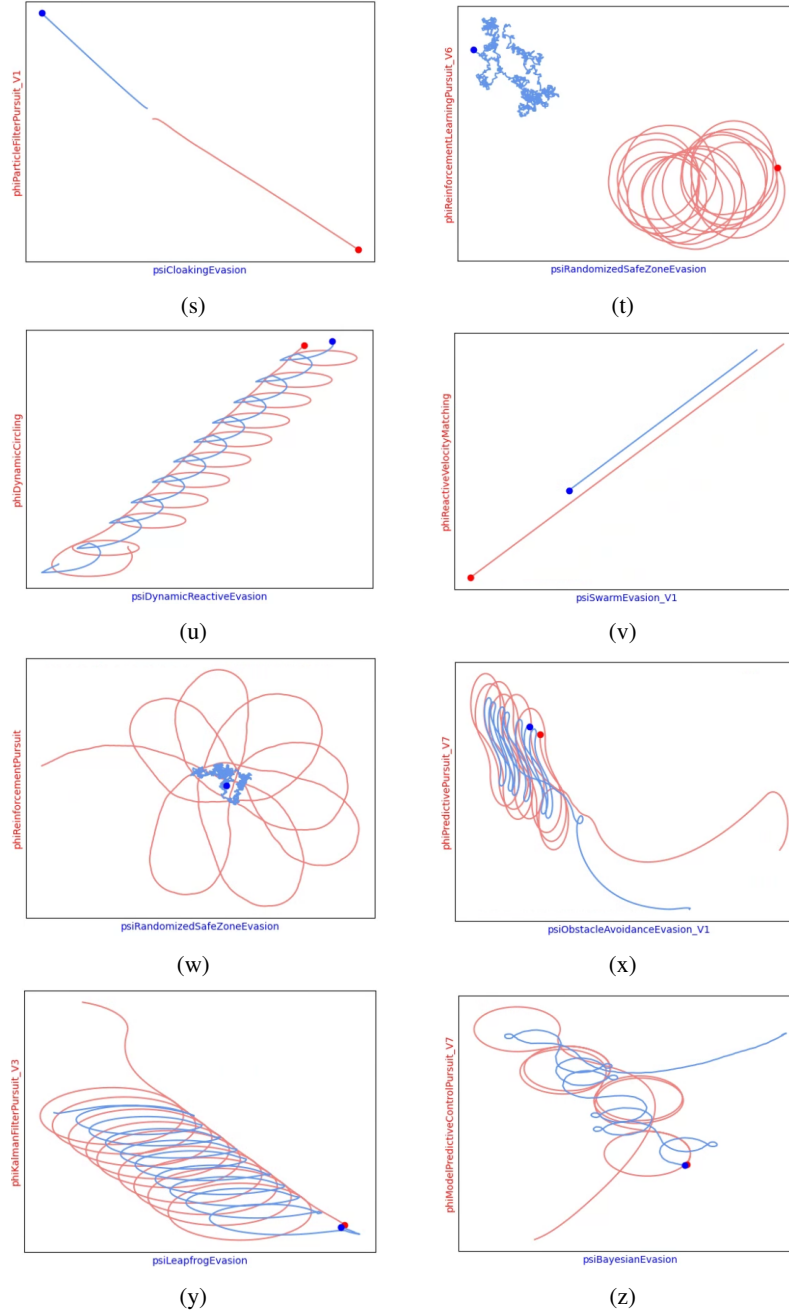 phiParticleFilterPursuit_V1
psiCloakingEvasion
(s)
phiReinforcementLearningPursuit_V6
psiRandomizedSafeZoneEvasion
(t)
phiDynamicCircling
psiDynamicReactiveEvasion
(u)
phiReactiveVelocityMatching
psiSwarmEvasion_V1
(v)
phiReinforcementPursuit
psiRandomizedSafeZoneEvasion
(w)
phiPredictivePursuit_V7
psiObstacleAvoidanceEvasion_V1
(x)
phiKalmanFilterPursuit_V3
psiLeapfrogEvasion
(y)
phiModelPredictiveControlPursuit_V7
psiBayesianEvasion
(z)